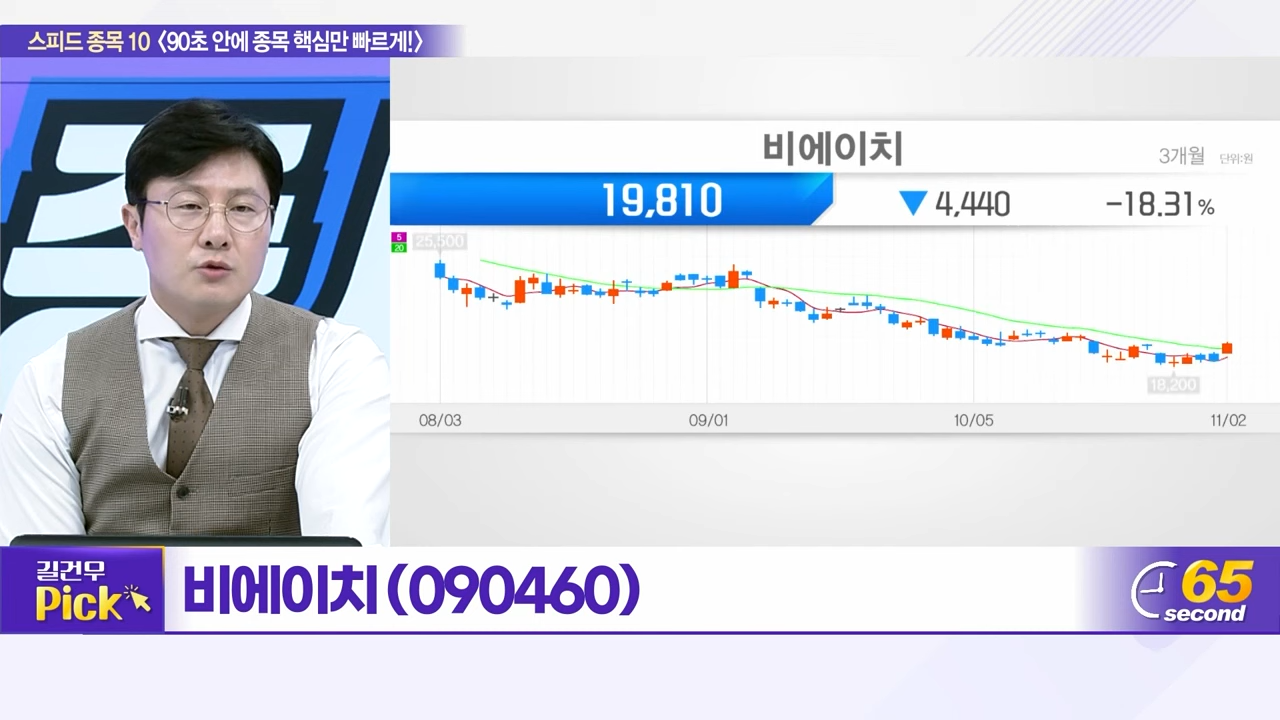 스피드 종목 10 〈90초 안에 종목 핵심만 빠르게!〉
비에이치
3개월 단위:원
19,810 ▼ 4,440 -18.31%
5
20
25,500
18,200
08/03 09/01 10/05 11/02
길건무
Pick
비에이치(090460)
65
second